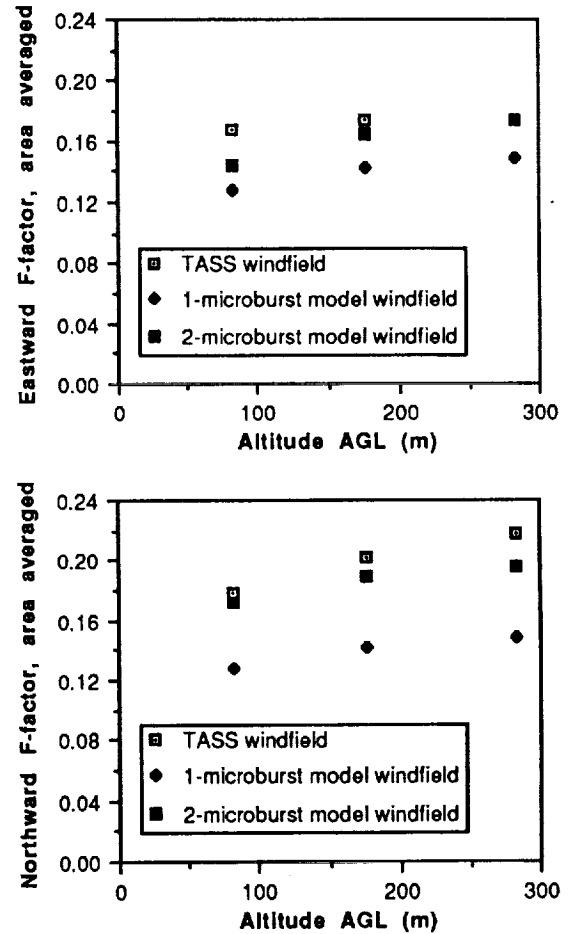 Eastward F-factor, area averaged
0.24
0.20
0.16
0.12
0.08
0.04
0.00
TASS windfield
1-microburst model windfield
2-microburst model windfield
0 100 200 300
Altitude AGL (m)
Northward F-factor, area averaged
0.24
0.20
0.16
0.12
0.08
0.04
0.00
TASS windfield
1-microburst model windfield
2-microburst model windfield
0 100 200 300
Altitude AGL (m)